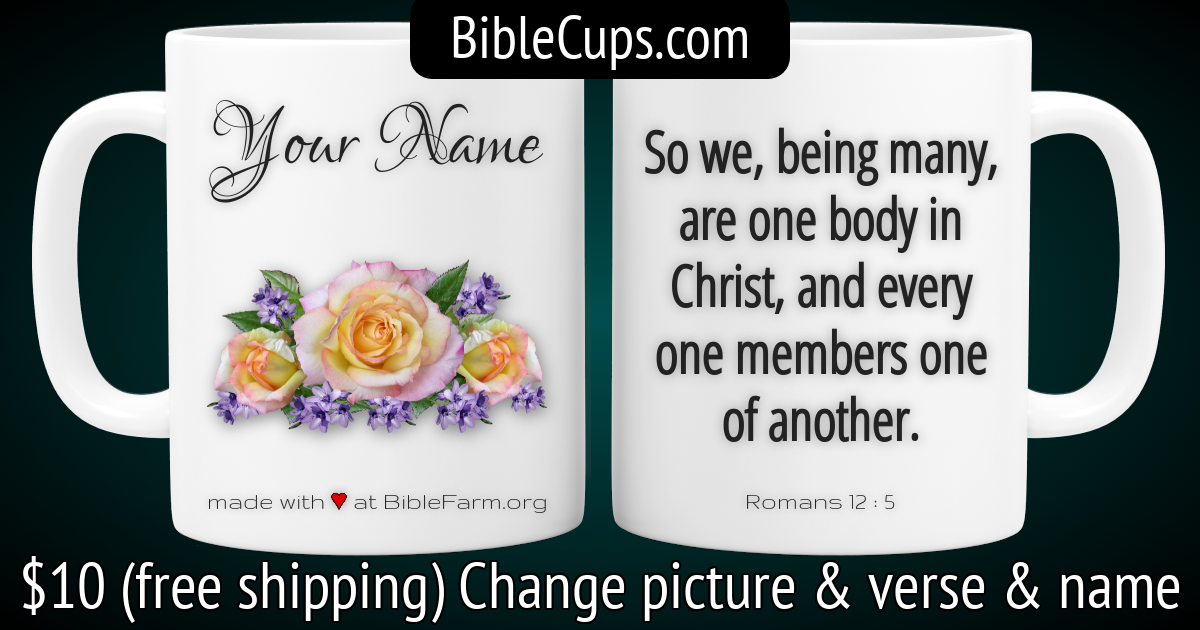 BibleCups.com
Your Name
made with ♥ at BibleFarm.org
So we, being many,
are one body in
Christ, and every
one members one
of another.
Romans 12 : 5
$10 (free shipping) Change picture & verse & name